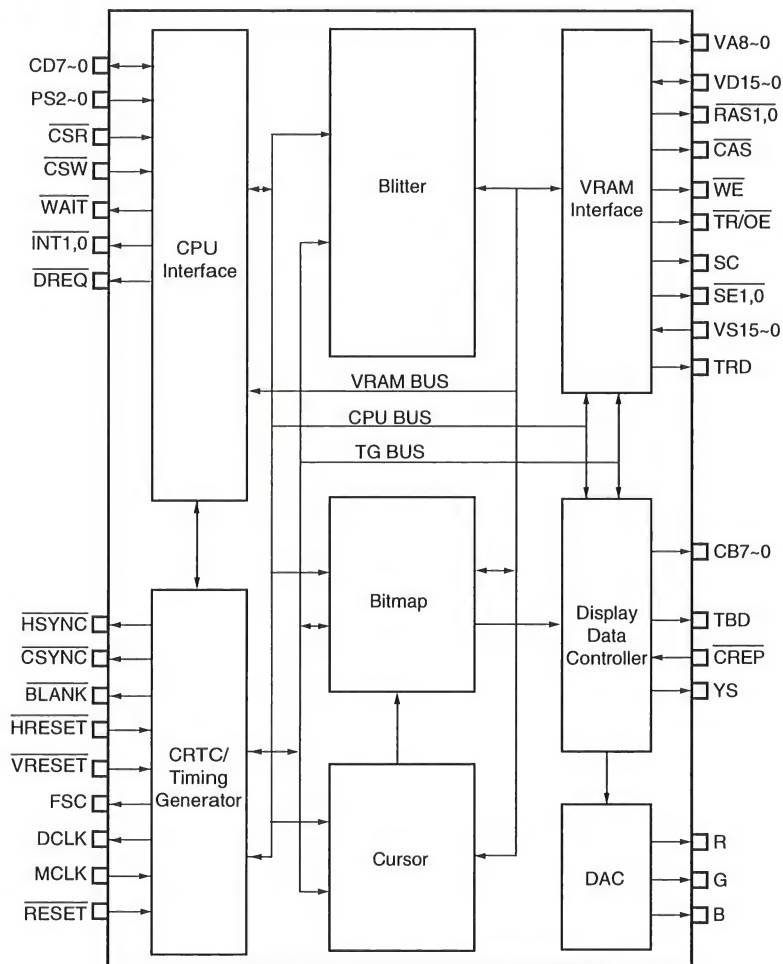 CD7~0
PS2~0
CSR
CSW
WAIT
INT1,0
DREQ
CPU
Interface
Blitter
VRAM
Interface
VA8~0
VD15~0
RAS1,0
CAS
WE
TR/OE
SC
SE1,0
VS15~0
TRD
VRAM BUS
CPU BUS
TG BUS
HSYNC
CSYNC
BLANK
HRESET
VRESET
FSC
DCLK
MCLK
RESET
CRTC/
Timing
Generator
Bitmap
Cursor
Display
Data
Controller
CB7~0
TBD
CREP
YS
DAC
R
G
B